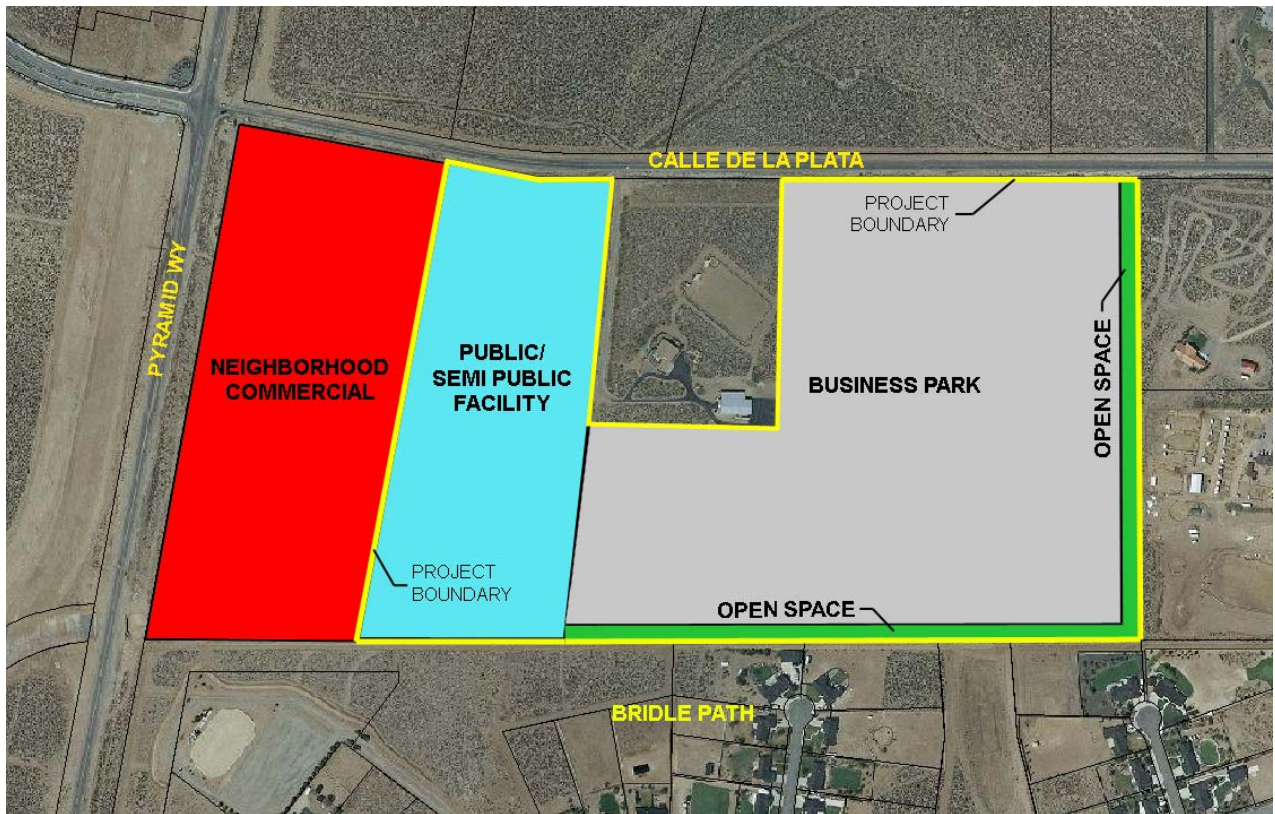 CALLE DE LA PLATA
PROJECT
BOUNDARY
PYRAMID WY
NEIGHBORHOOD
COMMERCIAL
PUBLIC/
SEMI PUBLIC
FACILITY
BUSINESS PARK
OPEN SPACE
PROJECT
BOUNDARY
OPEN SPACE
BRIDLE PATH